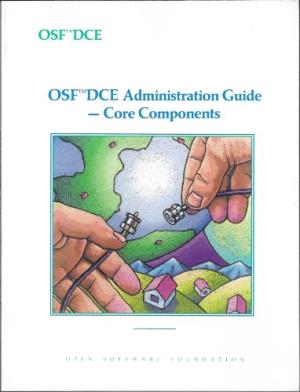 OSF™DCE
OSF™DCE Administration Guide
— Core Components
OPEN SOFTWARE FOUNDATION